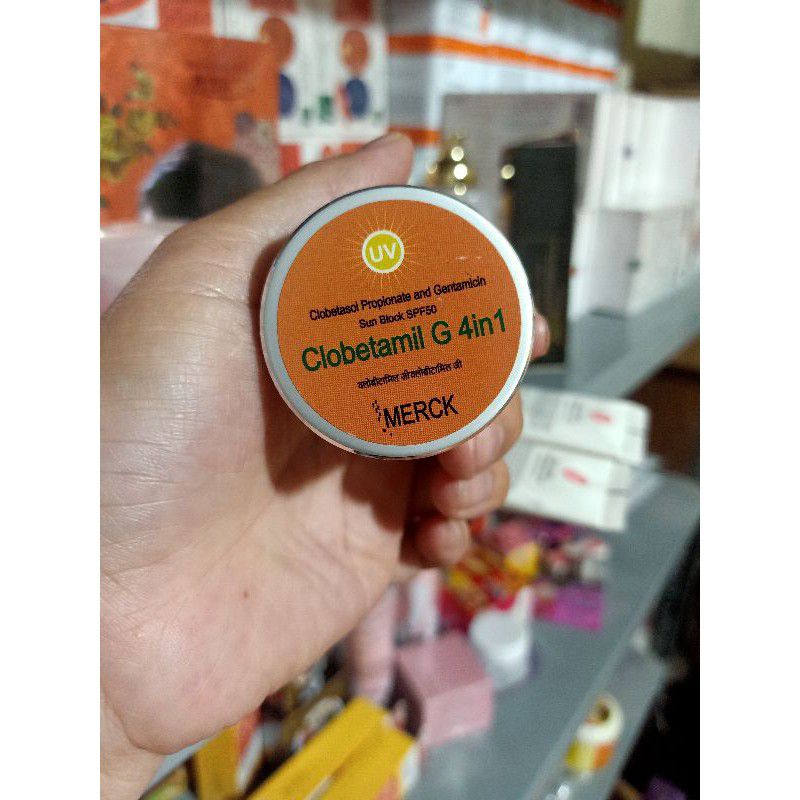 UV
Clobetasol Propionate and Gentamicin
Sun Block SPF50
Clobetamil G 4in1
क्लोबीटामिल जी क्लोबीटामिल जी
MERCK